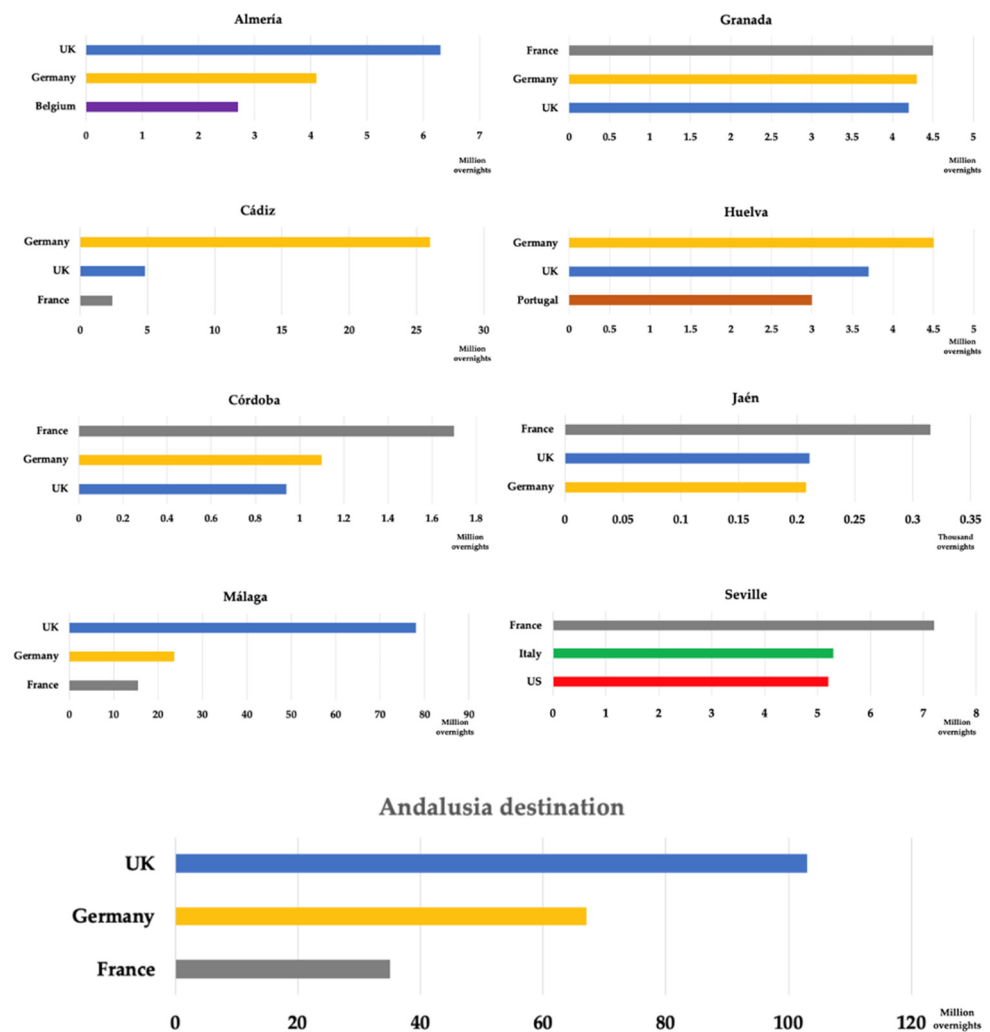 Almería
UK
Germany
Belgium
0 1 2 3 4 5 6 7
Million
overnights
Granada
France
Germany
UK
0 0.5 1 1.5 2 2.5 3 3.5 4 4.5 5
Million
overnights
Cádiz
Germany
UK
France
0 5 10 15 20 25 30
Million
overnights
Huelva
Germany
UK
Portugal
0 0.5 1 1.5 2 2.5 3 3.5 4 4.5 5
Million
overnights
Córdoba
France
Germany
UK
0 0.2 0.4 0.6 0.8 1 1.2 1.4 1.6 1.8
Million
overnights
Jaén
France
UK
Germany
0 0.05 0.1 0.15 0.2 0.25 0.3 0.35
Thousand
overnights
Málaga
UK
Germany
France
0 10 20 30 40 50 60 70 80 90
Million
overnights
Seville
France
Italy
US
0 1 2 3 4 5 6 7 8
Million
overnights
Andalusia destination
UK
Germany
France
0 20 40 60 80 100 120
Million
overnights